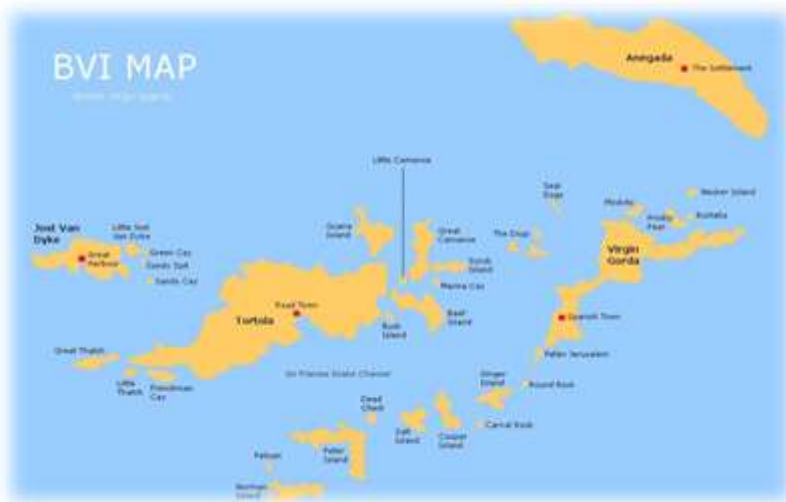 BVI MAP
British Virgin Islands
Anegada
The Settlement
Little Camanoe
Jost Van
Dyke
Little Jost
Van Dyke
Great
Harbour
Green Cay
Sandy Spit
Sandy Cay
Guana
Island
Great
Camanoe
Scrub
Island
Marina Cay
Seal
Dogs
The Dogs
Moskito
Prickly
Pear
Necker Island
Eustatia
Virgin
Gorda
Spanish Town
Fallen Jerusalem
Round Rock
Road Town
Tortola
Buck
Island
Beef
Island
Great Thatch
Little
Thatch
Frenchman
Cay
Sir Francis Drake Channel
Ginger
Island
Carval Rock
Dead
Chest
Salt
Island
Cooper
Island
Peter
Island
Pelican
Norman
Island